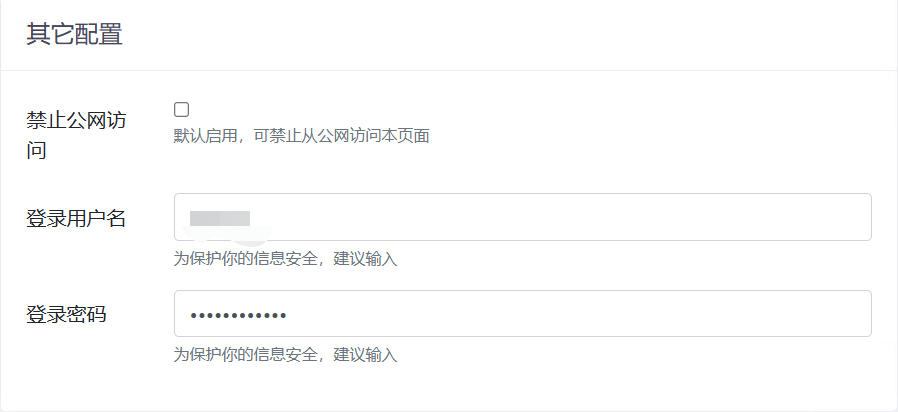 其它配置
禁止公网访
问
默认启用，可禁止从公网访问本页面
登录用户名
为保护你的信息安全，建议输入
登录密码
••••••••••••
为保护你的信息安全，建议输入